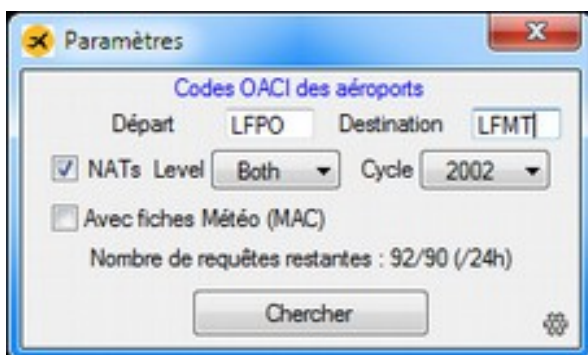 Paramètres
Codes OACI des aéroports
Départ LFPO Destination LFMT
NATs Level Both Cycle 2002
Avec fiches Météo (MAC)
Nombre de requêtes restantes : 92/90 (/24h)
Chercher